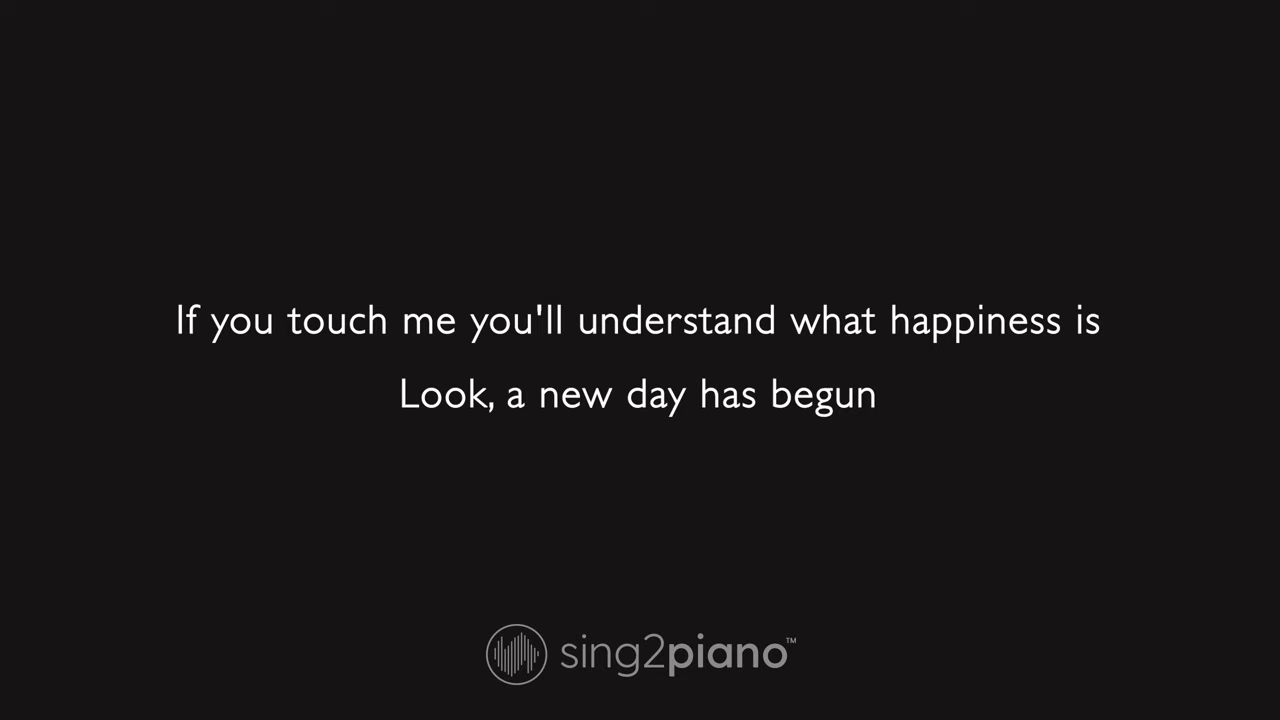 If you touch me you'll understand what happiness is
Look, a new day has begun
sing2piano™